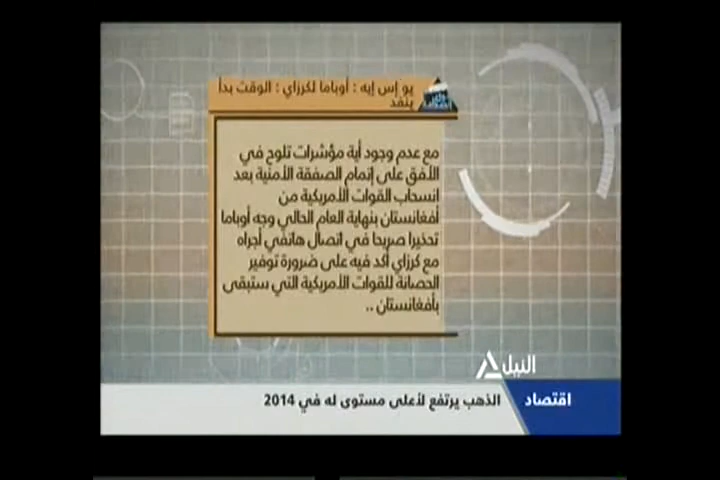 يو إس إيه : أوباما لكرزاي : الوقت بدأ
ينفد
مع عدم وجود أية مؤشرات تلوح في
الأفق على إتمام الصفقة الأمنية بعد
انسحاب القوات الأمريكية من
أفغانستان بنهاية العام الحالي وجه أوباما
تحذيرا صريحا في اتصال هاتفي أجراه
مع كرزاي أكد فيه على ضرورة توفير
الحصانة للقوات الأمريكية التي ستبقى
بأفغانستان ..
النيل
اقتصاد
الذهب يرتفع لأعلى مستوى له في 2014